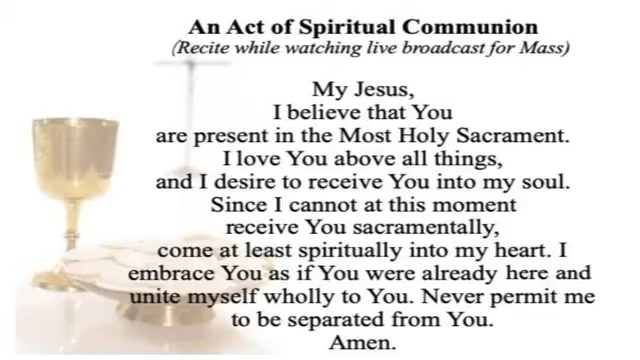 An Act of Spiritual Communion
(Recite while watching live broadcast for Mass)
My Jesus,
I believe that You
are present in the Most Holy Sacrament.
I love You above all things,
and I desire to receive You into my soul.
Since I cannot at this moment
receive You sacramentally,
come at least spiritually into my heart. I
embrace You as if You were already here and
unite myself wholly to You. Never permit me
to be separated from You.
Amen.